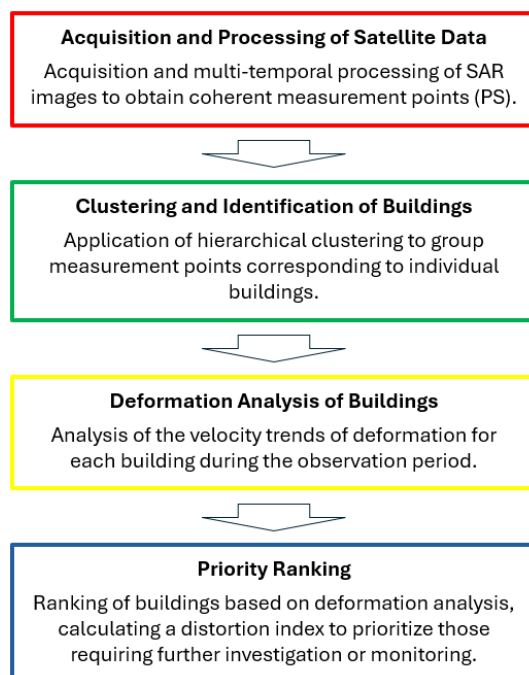 Acquisition and Processing of Satellite Data
Acquisition and multi-temporal processing of SAR
images to obtain coherent measurement points (PS).
Clustering and Identification of Buildings
Application of hierarchical clustering to group
measurement points corresponding to individual
buildings.
Deformation Analysis of Buildings
Analysis of the velocity trends of deformation for
each building during the observation period.
Priority Ranking
Ranking of buildings based on deformation analysis,
calculating a distortion index to prioritize those
requiring further investigation or monitoring.